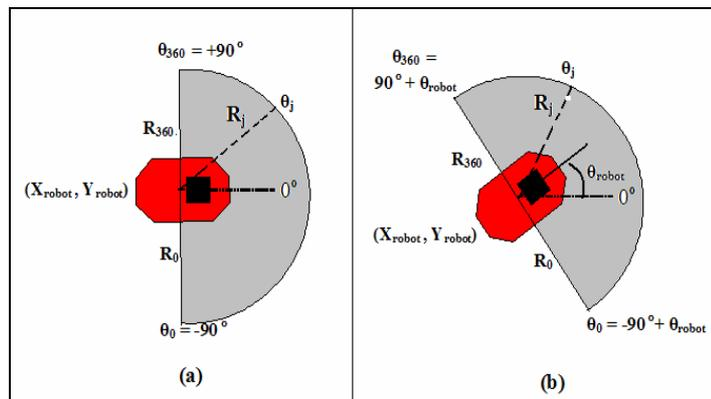 θ360 = +90°
θj
Rj
R360
(Xrobot, Yrobot)
0°
R0
θ0 = -90°
(a)
θ360 =
90° + θrobot
θj
Rj
R360
θrobot
0°
(Xrobot, Yrobot)
R0
θ0 = -90°+ θrobot
(b)